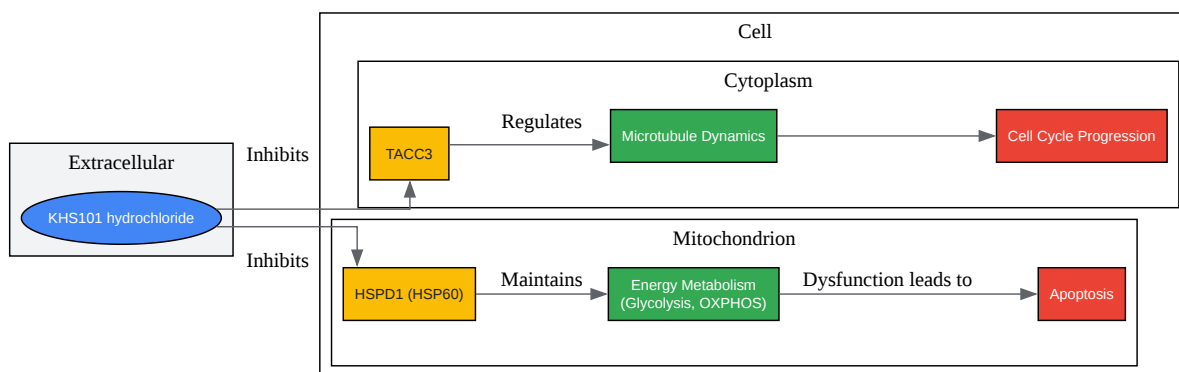 Cell
Cytoplasm
Regulates
Microtubule Dynamics
Cell Cycle Progression
TACC3
Inhibits
Extracellular
KHS101 hydrochloride
Inhibits
Mitochondrion
HSPD1 (HSP60)
Maintains
Energy Metabolism
(Glycolysis, OXPHOS)
Dysfunction leads to
Apoptosis